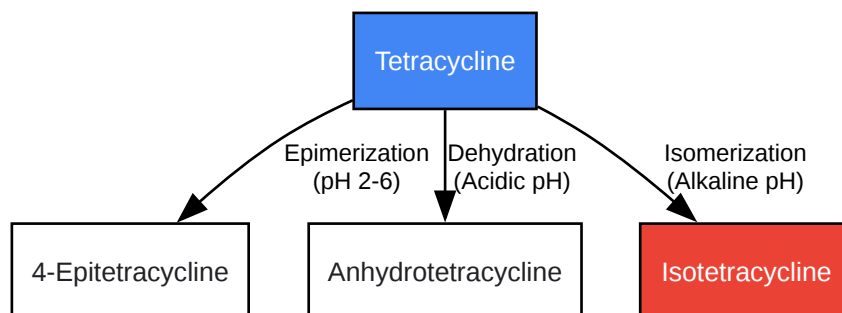 Tetracycline
Epimerization
(pH 2-6)
Dehydration
(Acidic pH)
Isomerization
(Alkaline pH)
4-Epitetracycline
Anhydrotetracycline
Isotetracycline